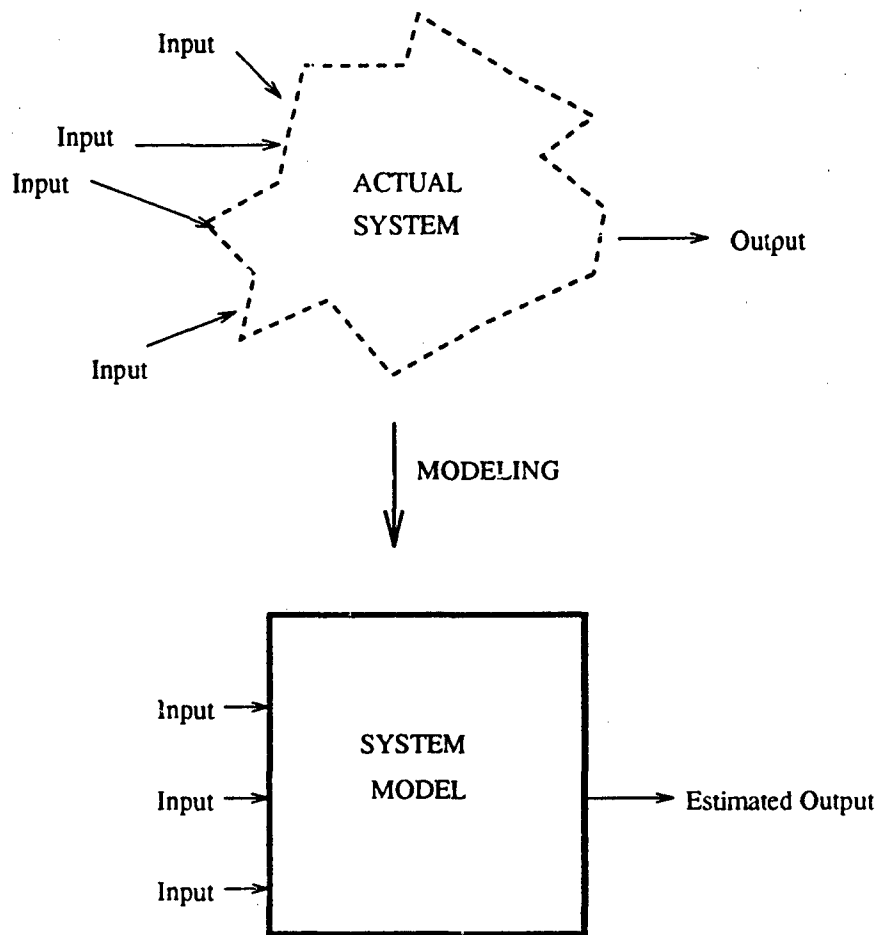 Input
Input
Input
ACTUAL
SYSTEM
Output
Input
MODELING
Input
SYSTEM
MODEL
Input
Estimated Output
Input